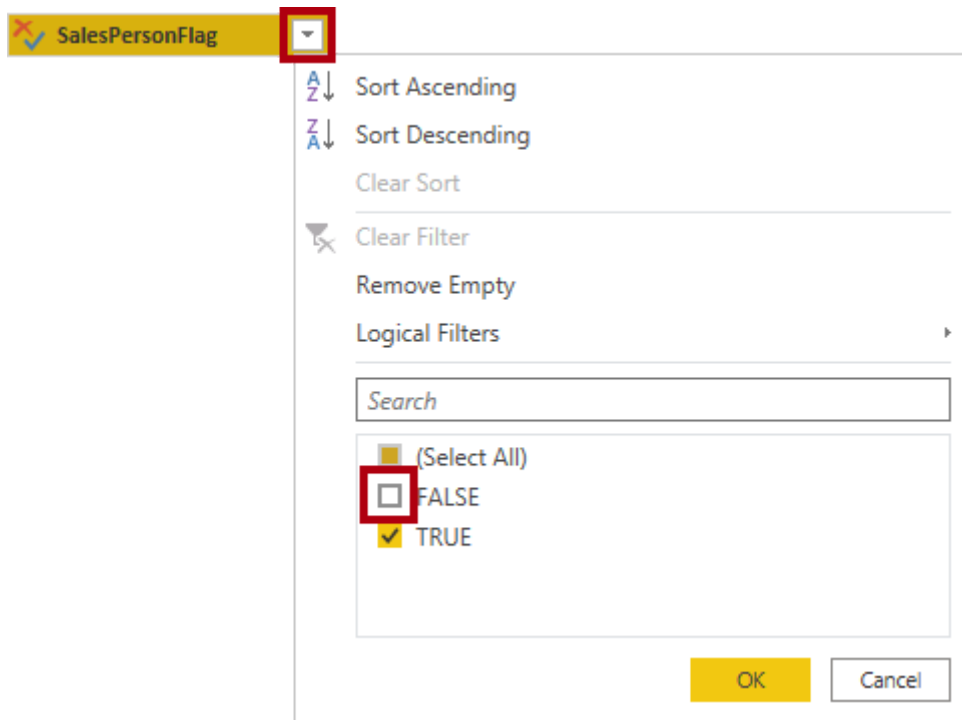 SalesPersonFlag
Sort Ascending
Sort Descending
Clear Sort
Clear Filter
Remove Empty
Logical Filters
Search
(Select All)
FALSE
TRUE
OK Cancel